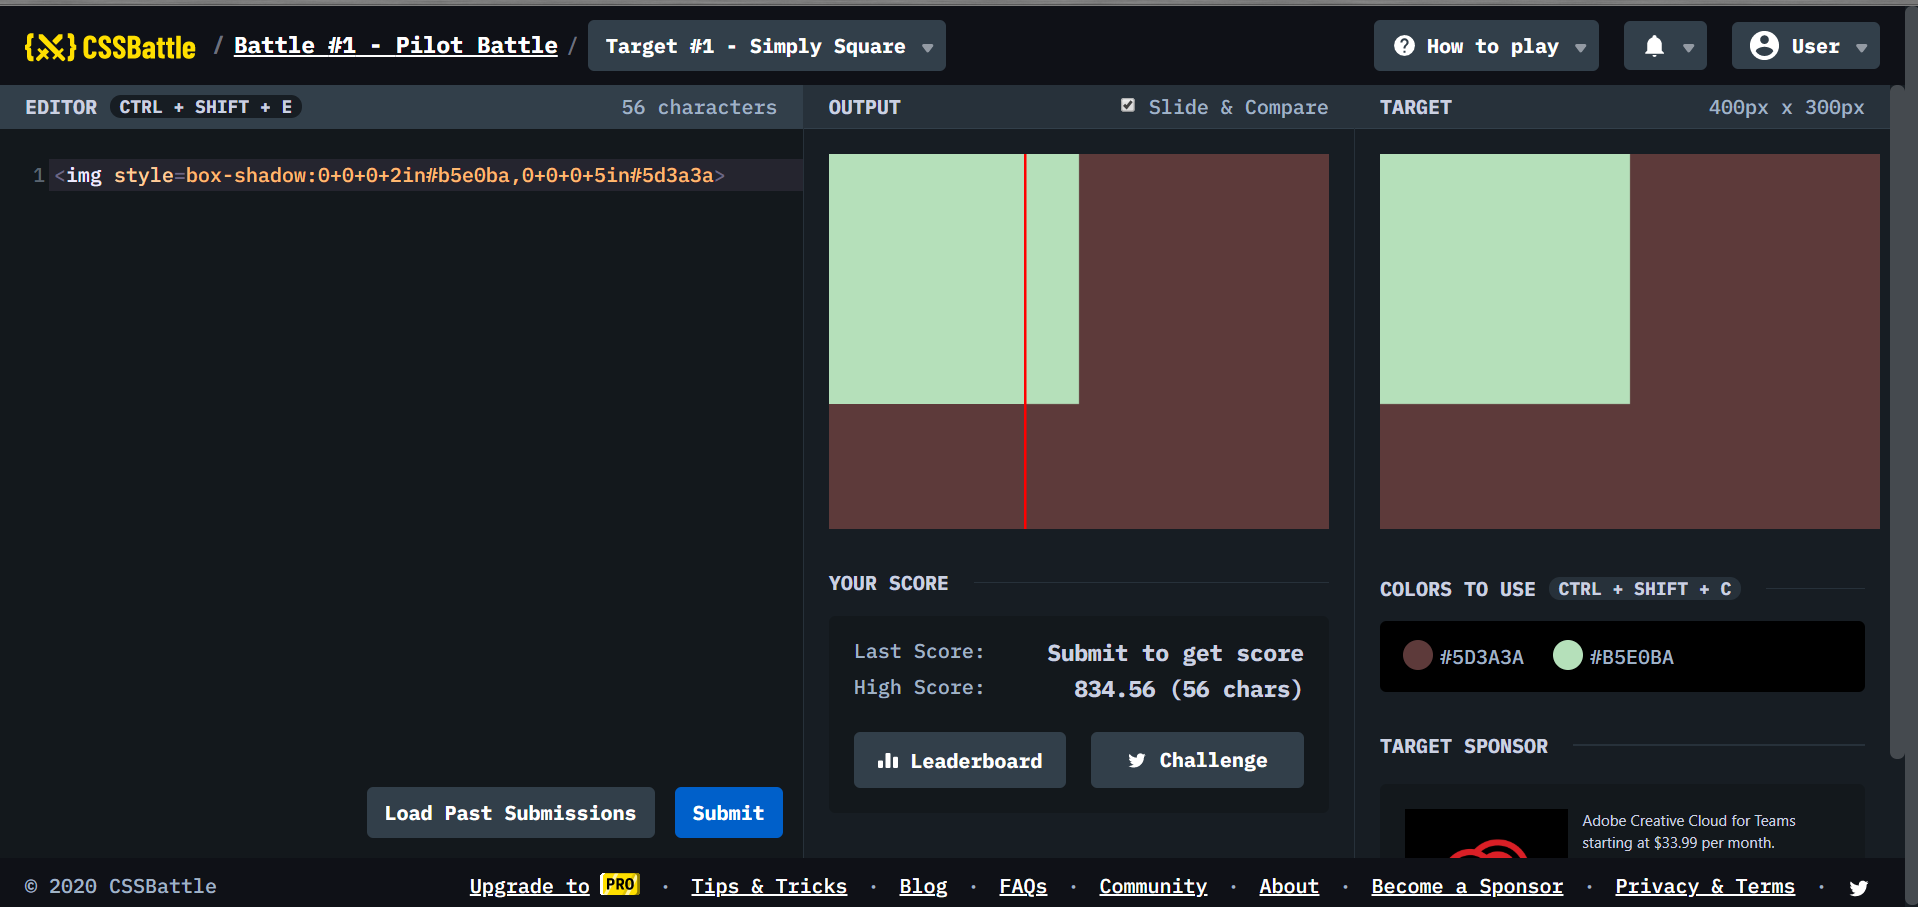 CSSBattle / Battle #1 - Pilot Battle / Target #1 - Simply Square How to play User
EDITOR CTRL + SHIFT + E 56 characters OUTPUT Slide & Compare TARGET 400px x 300px
1 <img style=box-shadow:0+0+0+2in#b5e0ba,0+0+0+5in#5d3a3a>
YOUR SCORE
Last Score: Submit to get score
High Score: 834.56 (56 chars)
Leaderboard Challenge
COLORS TO USE CTRL + SHIFT + C
#5D3A3A #B5E0BA
TARGET SPONSOR
Adobe Creative Cloud for Teams
starting at $33.99 per month.
Load Past Submissions Submit
© 2020 CSSBattle Upgrade to PRO · Tips & Tricks · Blog · FAQs · Community · About · Become a Sponsor · Privacy & Terms ·